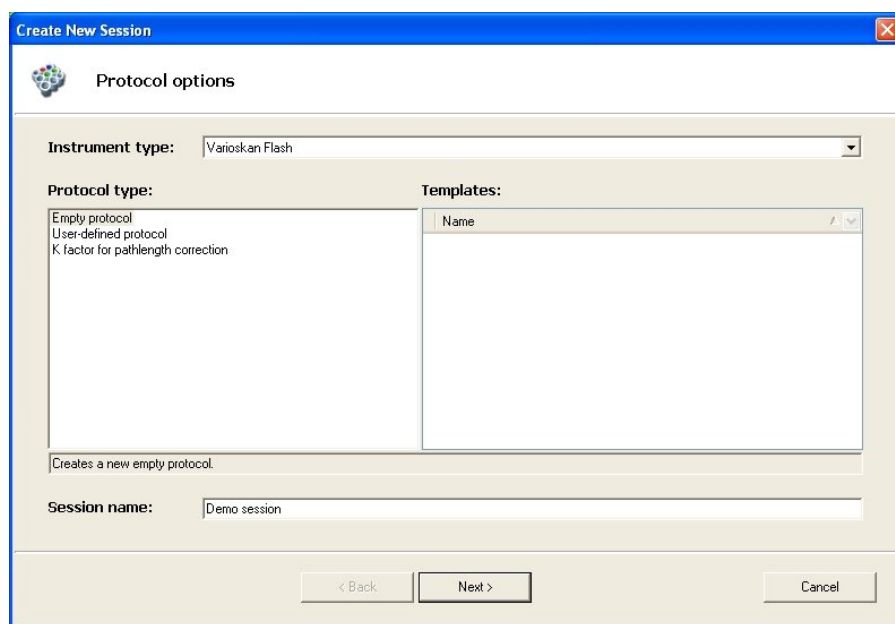 Create New Session
Protocol options
Instrument type: Varioskan Flash
Protocol type:
Templates:
Empty protocol
User-defined protocol
K factor for pathlength correction
Name
Creates a new empty protocol.
Session name: Demo session
< Back
Next >
Cancel